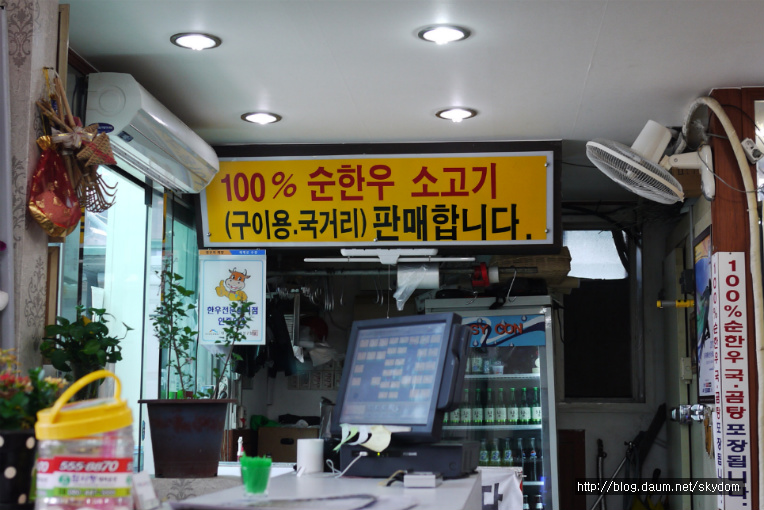 100% 순한우 소고기
(구이용.국거리) 판매합니다.
100%순한우국.곰탕 포장됩니다.
555-6870
http://blog.daum.net/skydom